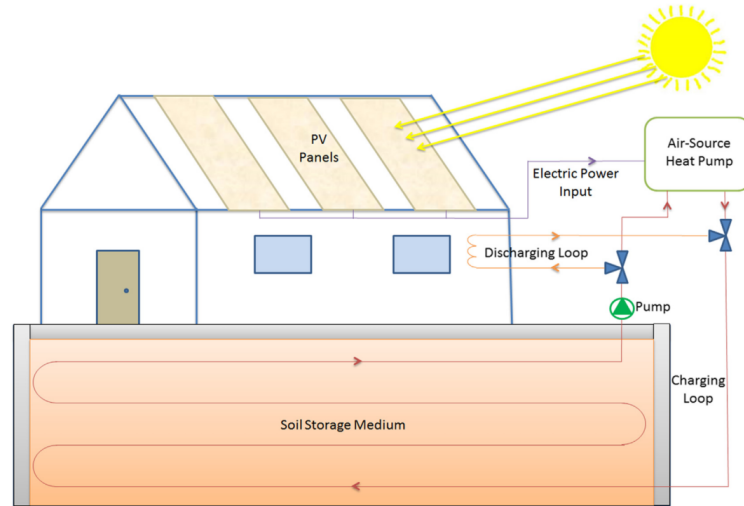 PV
Panels
Air-Source
Heat Pump
Electric Power
Input
Discharging Loop
Pump
Charging
Loop
Soil Storage Medium